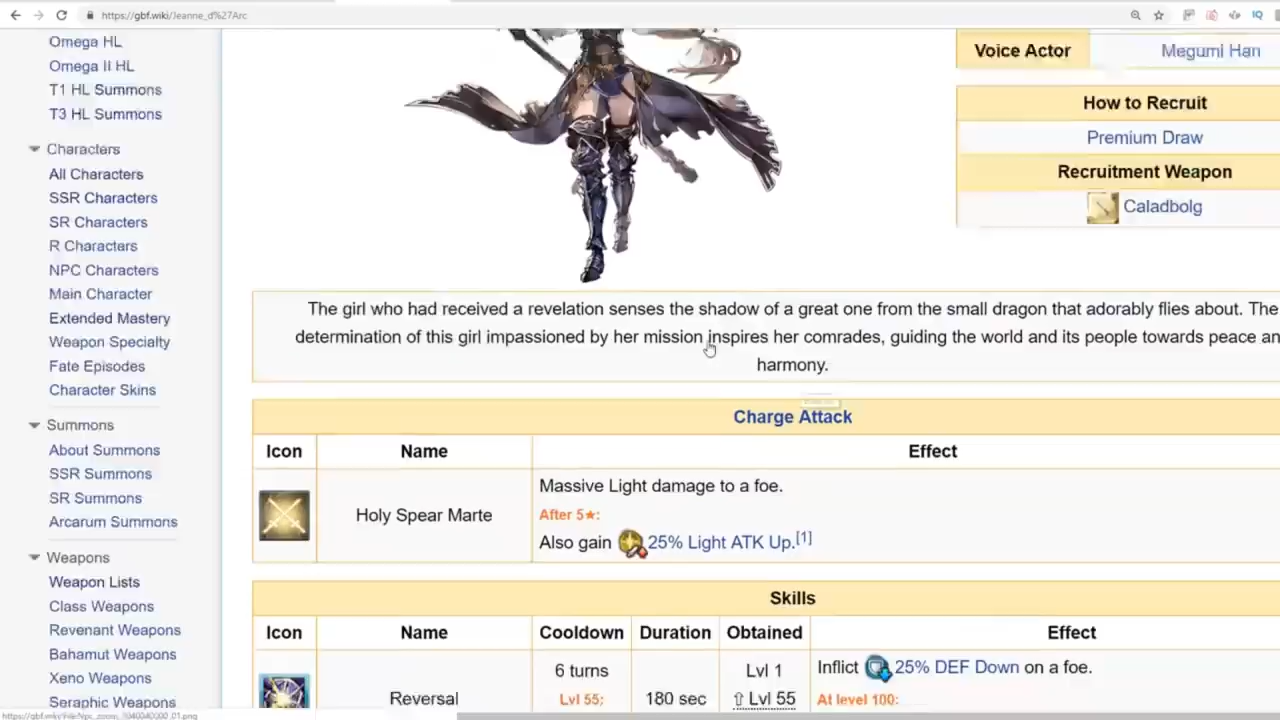 https://gbf.wiki/Jeanne_d%27Arc
Omega HL
Omega II HL
T1 HL Summons
T3 HL Summons
Characters
All Characters
SSR Characters
SR Characters
R Characters
NPC Characters
Main Character
Extended Mastery
Weapon Specialty
Fate Episodes
Character Skins
Summons
About Summons
SSR Summons
SR Summons
Arcarum Summons
Weapons
Weapon Lists
Class Weapons
Revenant Weapons
Bahamut Weapons
Xeno Weapons
Seraphic Weapons
Voice Actor Megumi Han
How to Recruit
Premium Draw
Recruitment Weapon
Caladbolg
The girl who had received a revelation senses the shadow of a great one from the small dragon that adorably flies about. The
determination of this girl impassioned by her mission inspires her comrades, guiding the world and its people towards peace an
harmony.
Charge Attack
Icon Name Effect
Holy Spear Marte
Massive Light damage to a foe.
After 5★:
Also gain 25% Light ATK Up.[1]
Skills
Icon Name Cooldown Duration Obtained Effect
Reversal
6 turns
Lvl 55:
180 sec
Lvl 1
⇧ Lvl 55
Inflict 25% DEF Down on a foe.
At level 100: